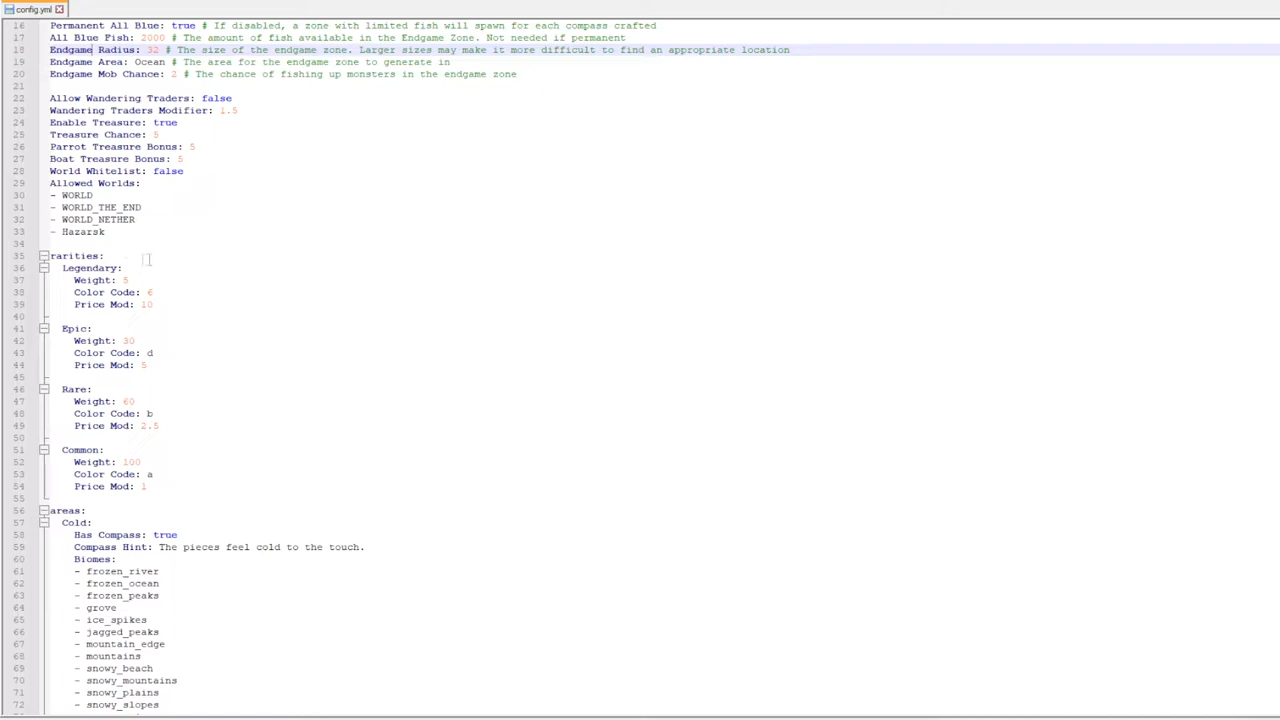 config.yml
16 Permanent All Blue: true # If disabled, a zone with limited fish will spawn for each compass crafted
17 All Blue Fish: 2000 # The amount of fish available in the Endgame Zone. Not needed if permanent
18 Endgame Radius: 32 # The size of the endgame zone. Larger sizes may make it more difficult to find an appropriate location
19 Endgame Area: Ocean # The area for the endgame zone to generate in
20 Endgame Mob Chance: 2 # The chance of fishing up monsters in the endgame zone
21
22 Allow Wandering Traders: false
23 Wandering Traders Modifier: 1.5
24 Enable Treasure: true
25 Treasure Chance: 5
26 Parrot Treasure Bonus: 5
27 Boat Treasure Bonus: 5
28 World Whitelist: false
29 Allowed Worlds:
30 - WORLD
31 - WORLD_THE_END
32 - WORLD_NETHER
33 - Hazarsk
34
35 rarities:
36 Legendary:
37 Weight: 5
38 Color Code: 6
39 Price Mod: 10
40
41 Epic:
42 Weight: 30
43 Color Code: d
44 Price Mod: 5
45
46 Rare:
47 Weight: 60
48 Color Code: b
49 Price Mod: 2.5
50
51 Common:
52 Weight: 100
53 Color Code: a
54 Price Mod: 1
55
56 areas:
57 Cold:
58 Has Compass: true
59 Compass Hint: The pieces feel cold to the touch.
60 Biomes:
61 - frozen_river
62 - frozen_ocean
63 - frozen_peaks
64 - grove
65 - ice_spikes
66 - jagged_peaks
67 - mountain_edge
68 - mountains
69 - snowy_beach
70 - snowy_mountains
71 - snowy_plains
72 - snowy_slopes